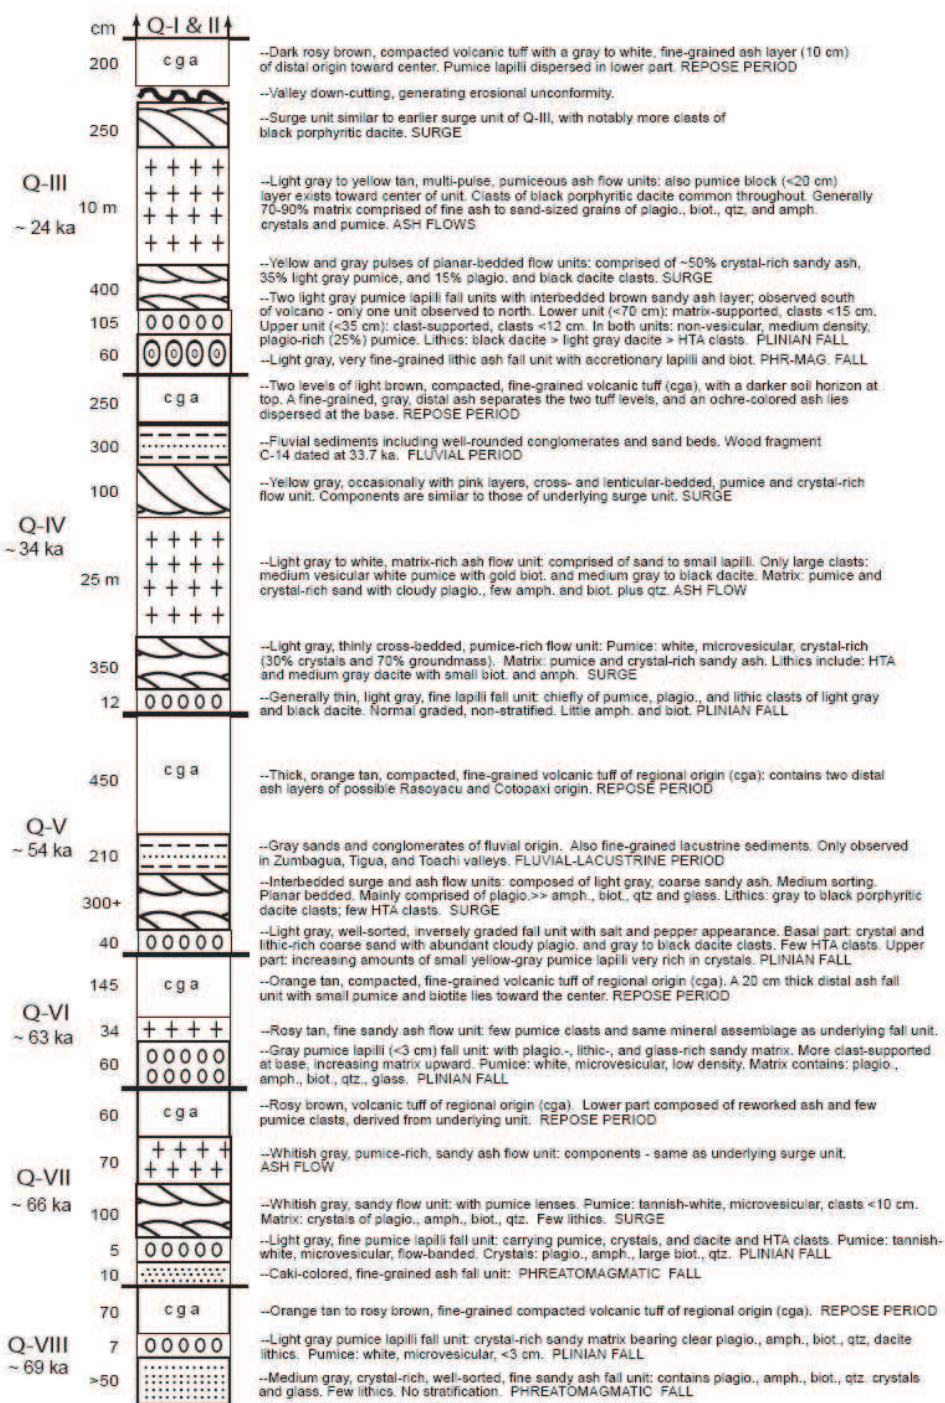 cm Q-I & II
200 cga --Dark rosy brown, compacted volcanic tuff with a gray to white, fine-grained ash layer (10 cm)
of distal origin toward center. Pumice lapilli dispersed in lower part. REPOSE PERIOD
--Valley down-cutting, generating erosional unconformity.
250 --Surge unit similar to earlier surge unit of Q-III, with notably more clasts of
black porphyritic dacite. SURGE
Q-III
~ 24 ka
10 m --Light gray to yellow tan, multi-pulse, pumiceous ash flow units: also pumice block (<20 cm)
layer exists toward center of unit. Clasts of black porphyritic dacite common throughout. Generally
70-90% matrix comprised of fine ash to sand-sized grains of plagio., biot., qtz, and amph.
crystals and pumice. ASH FLOWS
400 --Yellow and gray pulses of planar-bedded flow units: comprised of ~50% crystal-rich sandy ash,
35% light gray pumice, and 15% plagio. and black dacite clasts. SURGE
105 --Two light gray pumice lapilli fall units with interbedded brown sandy ash layer; observed south
of volcano - only one unit observed to north. Lower unit (<70 cm): matrix-supported, clasts <15 cm.
Upper unit (<35 cm): clast-supported, clasts <12 cm. In both units: non-vesicular, medium density,
plagio-rich (25%) pumice. Lithics: black dacite > light gray dacite > HTA clasts. PLINIAN FALL
60 --Light gray, very fine-grained lithic ash fall unit with accretionary lapilli and biot. PHR-MAG. FALL
250 cga --Two levels of light brown, compacted, fine-grained volcanic tuff (cga), with a darker soil horizon at
top. A fine-grained, gray, distal ash separates the two tuff levels, and an ochre-colored ash lies
dispersed at the base. REPOSE PERIOD
300 --Fluvial sediments including well-rounded conglomerates and sand beds. Wood fragment
C-14 dated at 33.7 ka. FLUVIAL PERIOD
100 --Yellow gray, occasionally with pink layers, cross- and lenticular-bedded, pumice and crystal-rich
flow unit. Components are similar to those of underlying surge unit. SURGE
Q-IV
~ 34 ka
25 m --Light gray to white, matrix-rich ash flow unit: comprised of sand to small lapilli. Only large clasts:
medium vesicular white pumice with gold biot. and medium gray to black dacite. Matrix: pumice and
crystal-rich sand with cloudy plagio., few amph. and biot. plus qtz. ASH FLOW
350 --Light gray, thinly cross-bedded, pumice-rich flow unit: Pumice: white, microvesicular, crystal-rich
(30% crystals and 70% groundmass). Matrix: pumice and crystal-rich sandy ash. Lithics include: HTA
and medium gray dacite with small biot. and amph. SURGE
12 --Generally thin, light gray, fine lapilli fall unit: chiefly of pumice, plagio., and lithic clasts of light gray
and black dacite. Normal graded, non-stratified. Little amph. and biot. PLINIAN FALL
450 cga --Thick, orange tan, compacted, fine-grained volcanic tuff of regional origin (cga): contains two distal
ash layers of possible Rasoyacu and Cotopaxi origin. REPOSE PERIOD
Q-V
~ 54 ka
210 --Gray sands and conglomerates of fluvial origin. Also fine-grained lacustrine sediments. Only observed
in Zumbagua, Tigua, and Toachi valleys. FLUVIAL-LACUSTRINE PERIOD
300+ --Interbedded surge and ash flow units: composed of light gray, coarse sandy ash. Medium sorting.
Planar bedded. Mainly comprised of plagio.>> amph., biot., qtz and glass. Lithics: gray to black porphyritic
dacite clasts; few HTA clasts. SURGE
40 --Light gray, well-sorted, inversely graded fall unit with salt and pepper appearance. Basal part: crystal and
lithic-rich coarse sand with abundant cloudy plagio. and gray to black dacite clasts. Few HTA clasts. Upper
part: increasing amounts of small yellow-gray pumice lapilli very rich in crystals. PLINIAN FALL
145 cga --Orange tan, compacted, fine-grained volcanic tuff of regional origin (cga). A 20 cm thick distal ash fall
unit with small pumice and biotite lies toward the center. REPOSE PERIOD
Q-VI
~ 63 ka
34 --Rosy tan, fine sandy ash flow unit: few pumice clasts and same mineral assemblage as underlying fall unit.
60 --Gray pumice lapilli (<3 cm) fall unit: with plagio.-, lithic-, and glass-rich sandy matrix. More clast-supported
at base, increasing matrix upward. Pumice: white, microvesicular, low density. Matrix contains: plagio.,
amph., biot., qtz., glass. PLINIAN FALL
60 cga --Rosy brown, volcanic tuff of regional origin (cga). Lower part composed of reworked ash and few
pumice clasts, derived from underlying unit. REPOSE PERIOD
Q-VII
~ 66 ka
70 --Whitish gray, pumice-rich, sandy ash flow unit: components - same as underlying surge unit.
ASH FLOW
100 --Whitish gray, sandy flow unit: with pumice lenses. Pumice: tannish-white, microvesicular, clasts <10 cm.
Matrix: crystals of plagio., amph., biot., qtz. Few lithics. SURGE
5 --Light gray, fine pumice lapilli fall unit: carrying pumice, crystals, and dacite and HTA clasts. Pumice: tannish-
white, microvesicular, flow-banded. Crystals: plagio., amph., large biot., qtz. PLINIAN FALL
10 --Caki-colored, fine-grained ash fall unit: PHREATOMAGMATIC FALL
70 cga --Orange tan to rosy brown, fine-grained compacted volcanic tuff of regional origin (cga). REPOSE PERIOD
Q-VIII
~ 69 ka
7 --Light gray pumice lapilli fall unit: crystal-rich sandy matrix bearing clear plagio., amph., biot., qtz, dacite
lithics. Pumice: white, microvesicular, <3 cm. PLINIAN FALL
>50 --Medium gray, crystal-rich, well-sorted, fine sandy ash fall unit: contains plagio., amph., biot., qtz. crystals
and glass. Few lithics. No stratification. PHREATOMAGMATIC FALL